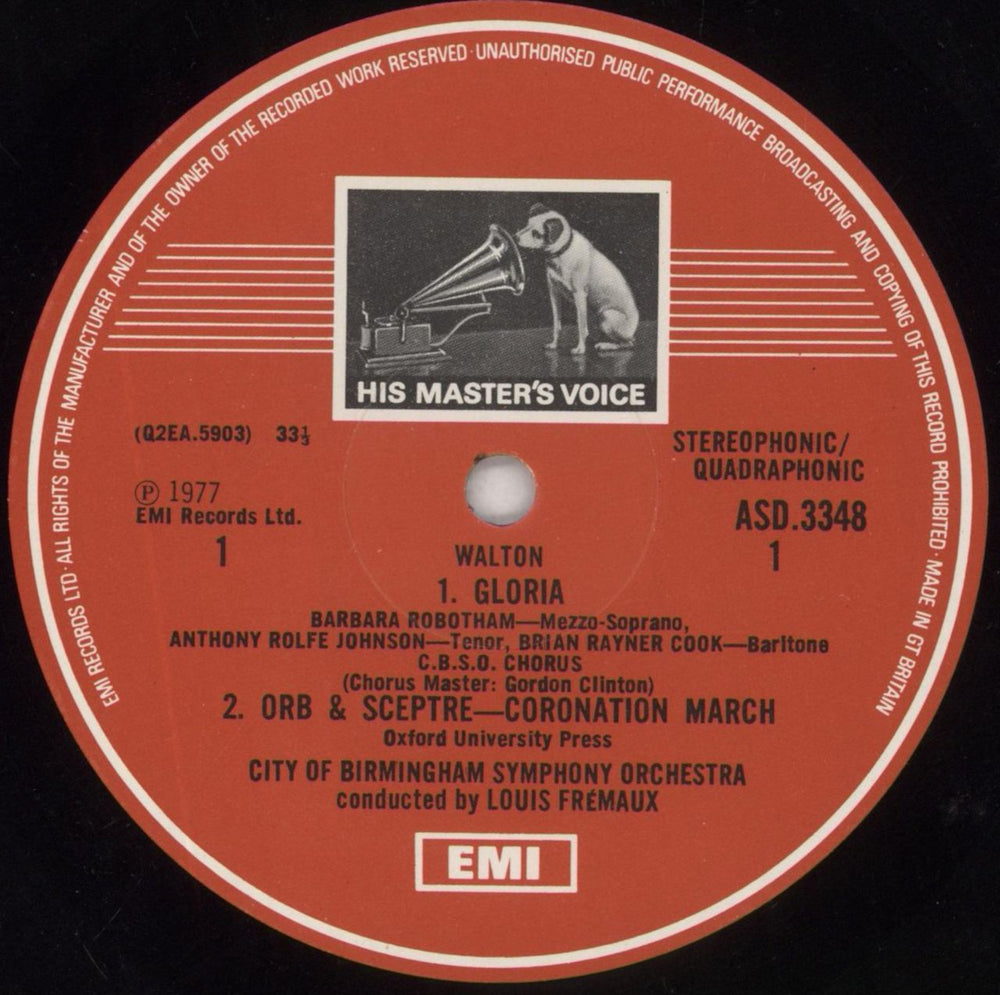 EMI RECORDS LTD · ALL RIGHTS OF THE MANUFACTURER AND OF THE OWNER OF THE RECORDED WORK RESERVED · UNAUTHORISED PUBLIC PERFORMANCE BROADCASTING AND COPYING OF THIS RECORD PROHIBITED · MADE IN GT BRITAIN
HIS MASTER'S VOICE
(Q2EA.5903) 33⅓
STEREOPHONIC/
QUADRAPHONIC
Ⓟ 1977
EMI Records Ltd.
ASD.3348
1
1
WALTON
1. GLORIA
BARBARA ROBOTHAM—Mezzo-Soprano,
ANTHONY ROLFE JOHNSON—Tenor, BRIAN RAYNER COOK—Baritone
C.B.S.O. CHORUS
(Chorus Master: Gordon Clinton)
2. ORB & SCEPTRE—CORONATION MARCH
Oxford University Press
CITY OF BIRMINGHAM SYMPHONY ORCHESTRA
conducted by LOUIS FRÉMAUX
EMI